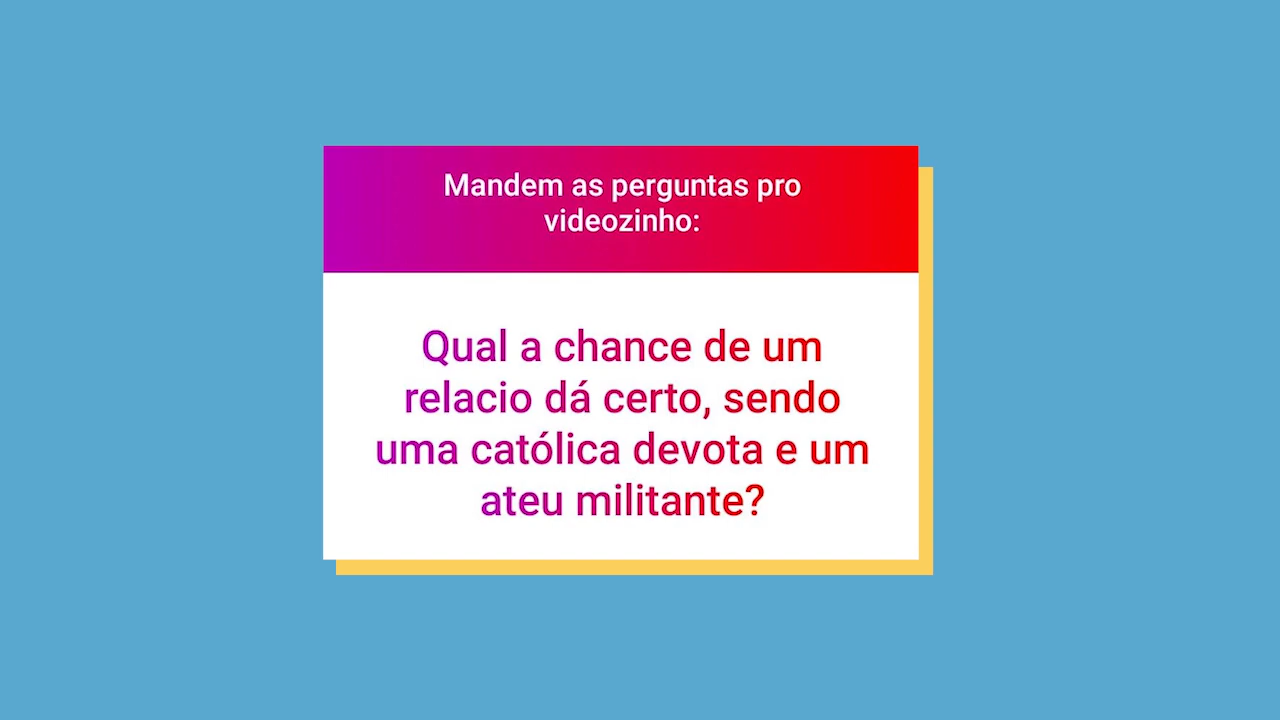 Mandem as perguntas pro
videozinho:
Qual a chance de um
relacio dá certo, sendo
uma católica devota e um
ateu militante?